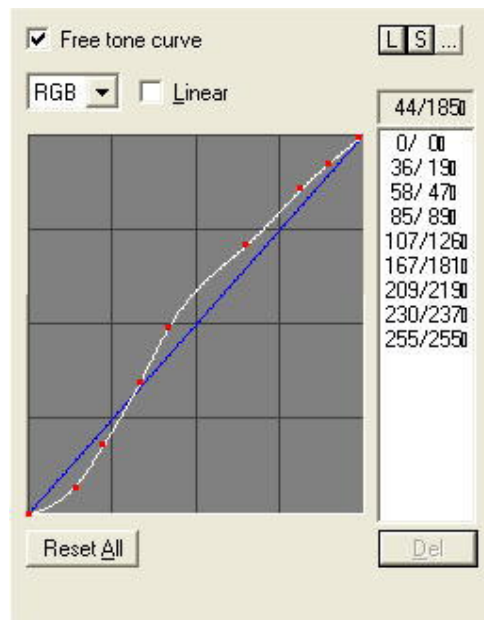 Free tone curve
L S ...
RGB
Linear
44/185▯
0/ 0▯
36/ 19▯
58/ 47▯
85/ 89▯
107/126▯
167/181▯
209/219▯
230/237▯
255/255▯
Reset All
Del